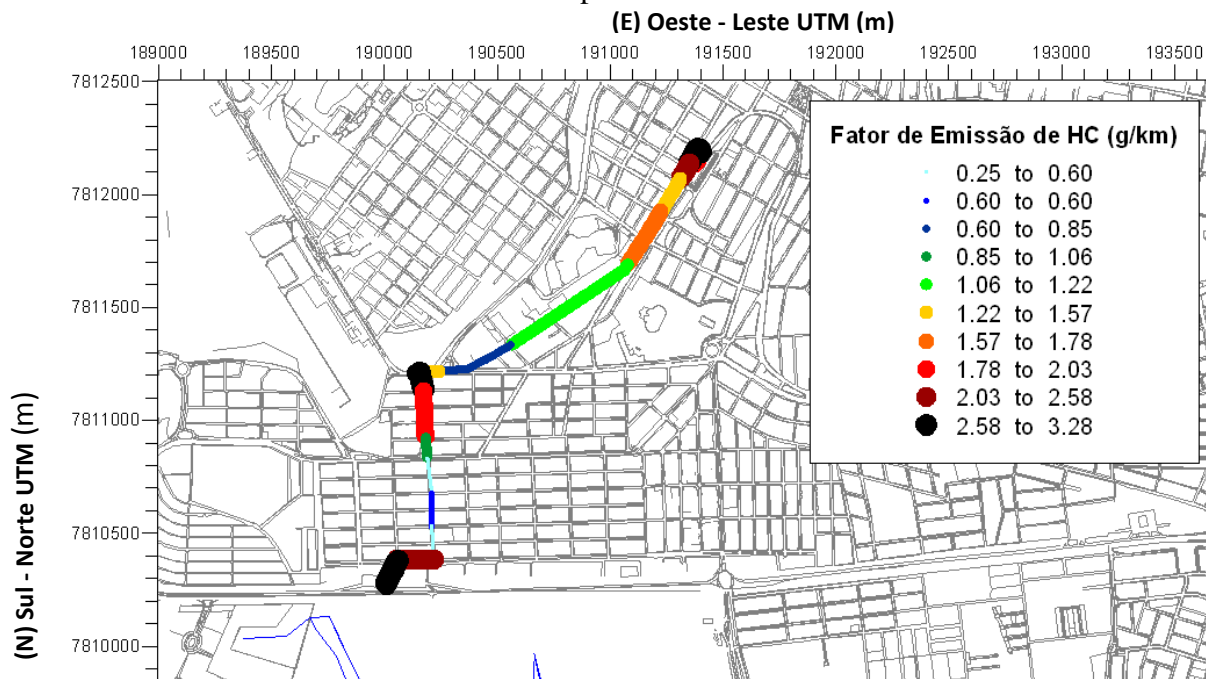 (E) Oeste - Leste UTM (m)
189000 189500 190000 190500 191000 191500 192000 192500 193000 193500
7812500
7812000
7811500
7811000
7810500
7810000
(N) Sul - Norte UTM (m)
Fator de Emissão de HC (g/km)
0.25 to 0.60
0.60 to 0.60
0.60 to 0.85
0.85 to 1.06
1.06 to 1.22
1.22 to 1.57
1.57 to 1.78
1.78 to 2.03
2.03 to 2.58
2.58 to 3.28